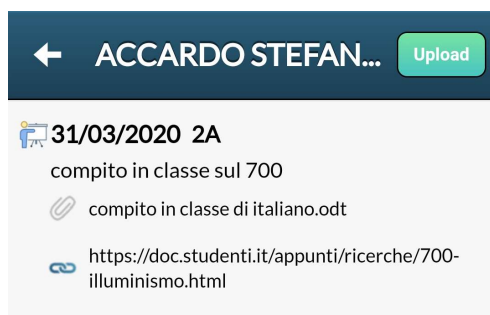 ACCARDO STEFAN...
Upload
31/03/2020 2A
compito in classe sul 700
compito in classe di italiano.odt
https://doc.studenti.it/appunti/ricerche/700-
illuminismo.html